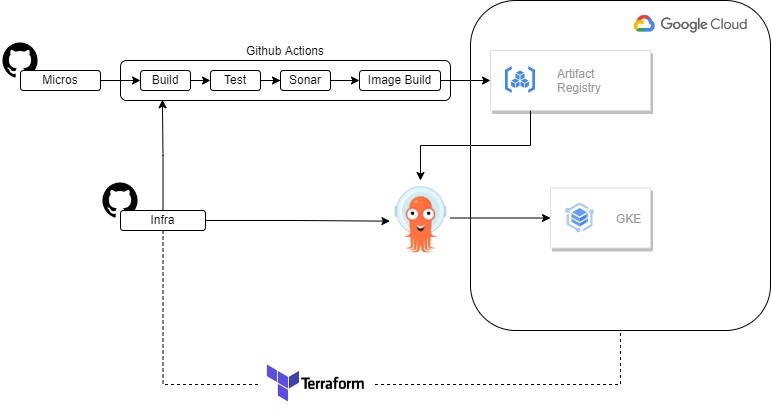 Google Cloud
Github Actions
Micros
Build
Test
Sonar
Image Build
Artifact
Registry
Infra
GKE
Terraform